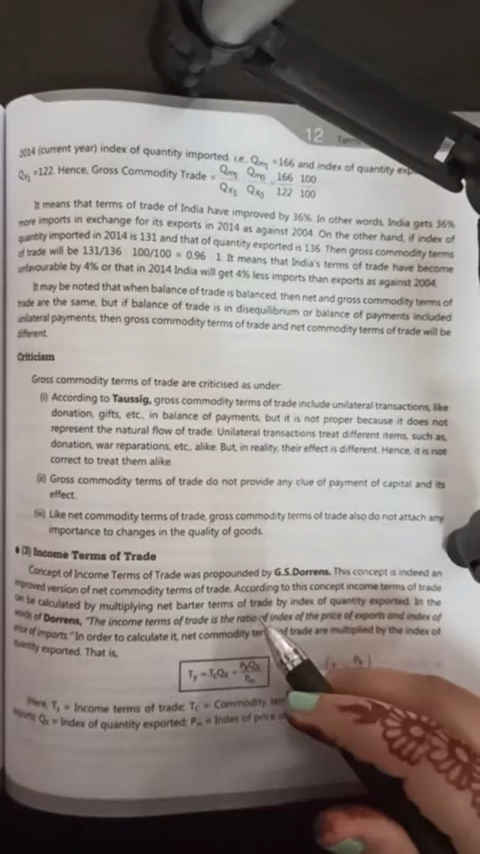 12 Terms
2014 (current year) index of quantity imported, i.e., Qm1 =166 and index of quantity exp
Qx1 =122. Hence, Gross Commodity Trade = Qm1/Qx1 Qm0/Qx0 = 166/122 100/100
It means that terms of trade of India have improved by 36%. In other words, India gets 36%
more imports in exchange for its exports in 2014 as against 2004. On the other hand, if index of
quantity imported in 2014 is 131 and that of quantity exported is 136. Then gross commodity terms
of trade will be 131/136 100/100 = 0.96 1. It means that India's terms of trade have become
unfavourable by 4% or that in 2014 India will get 4% less imports than exports as against 2004.
It may be noted that when balance of trade is balanced, then net and gross commodity terms of
trade are the same, but if balance of trade is in disequilibrium or balance of payments included
unilateral payments, then gross commodity terms of trade and net commodity terms of trade will be
different.
Criticism
Gross commodity terms of trade are criticised as under:
(i) According to Taussig, gross commodity terms of trade include unilateral transactions, like
donation, gifts, etc., in balance of payments, but it is not proper because it does not
represent the natural flow of trade. Unilateral transactions treat different items, such as,
donation, war reparations, etc., alike. But, in reality, their effect is different. Hence, it is not
correct to treat them alike.
(ii) Gross commodity terms of trade do not provide any clue of payment of capital and its
effect.
(iii) Like net commodity terms of trade, gross commodity terms of trade also do not attach any
importance to changes in the quality of goods.
(3) Income Terms of Trade
Concept of Income Terms of Trade was propounded by G.S.Dorrens. This concept is indeed an
improved version of net commodity terms of trade. According to this concept income terms of trade
can be calculated by multiplying net barter terms of trade by index of quantity exported. In the
words of Dorrens, "The income terms of trade is the ratio of index of the price of exports and index of
price of imports." In order to calculate it, net commodity ter of trade are multiplied by the index of
quantity exported. That is,
Ty = TcQx = PxQx/Pm
Here, Ty = Income terms of trade; Tc = Commodity ter
Qx = Index of quantity exported; Pm = Index of price o